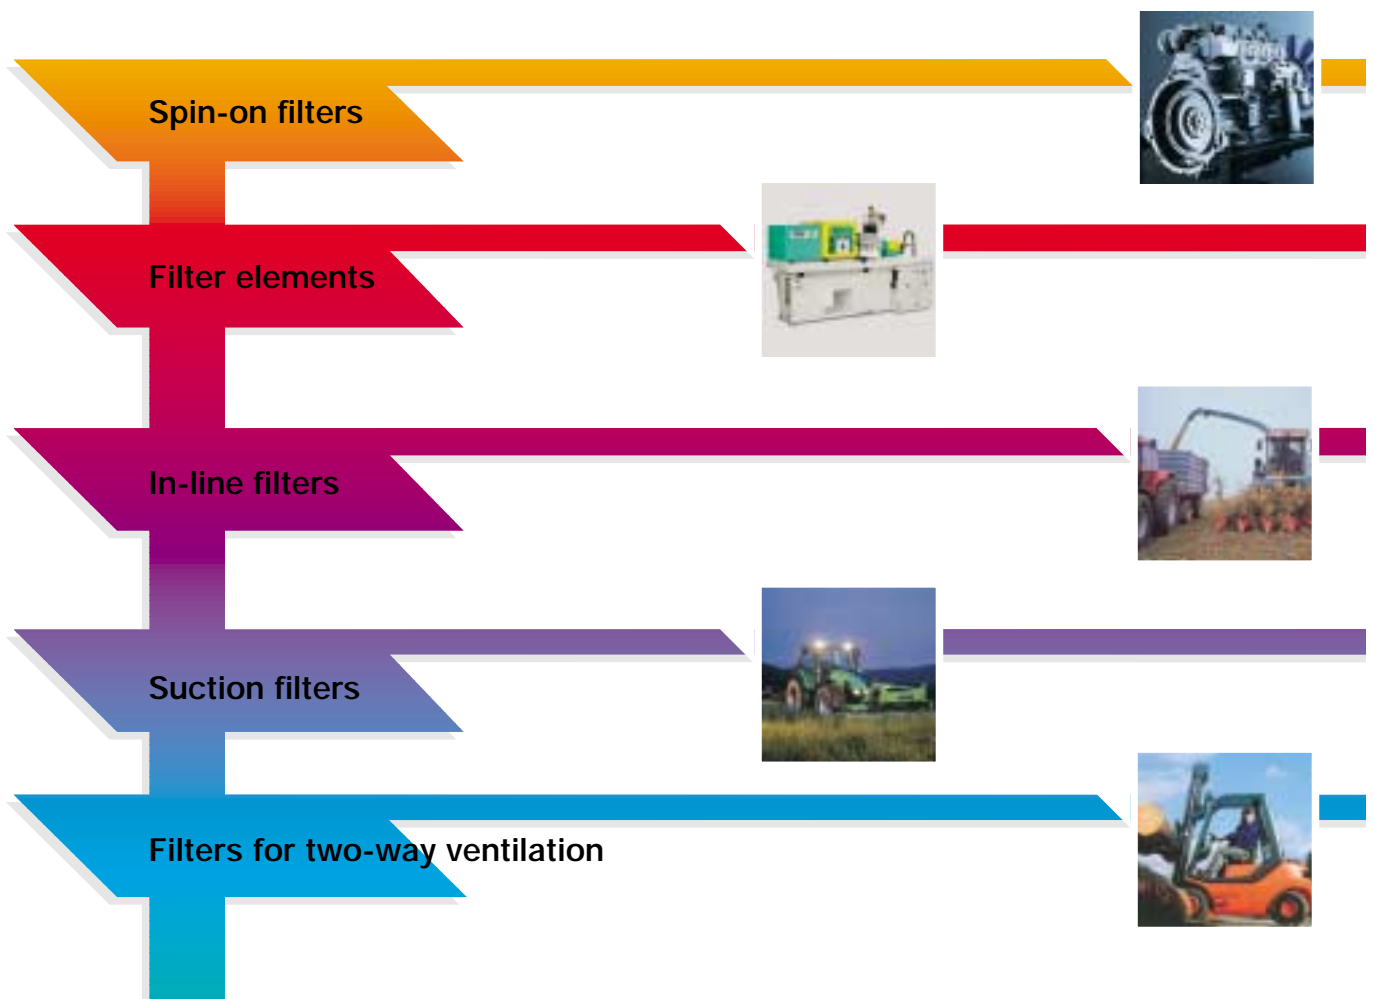 Spin-on filters
Filter elements
In-line filters
Suction filters
Filters for two-way ventilation